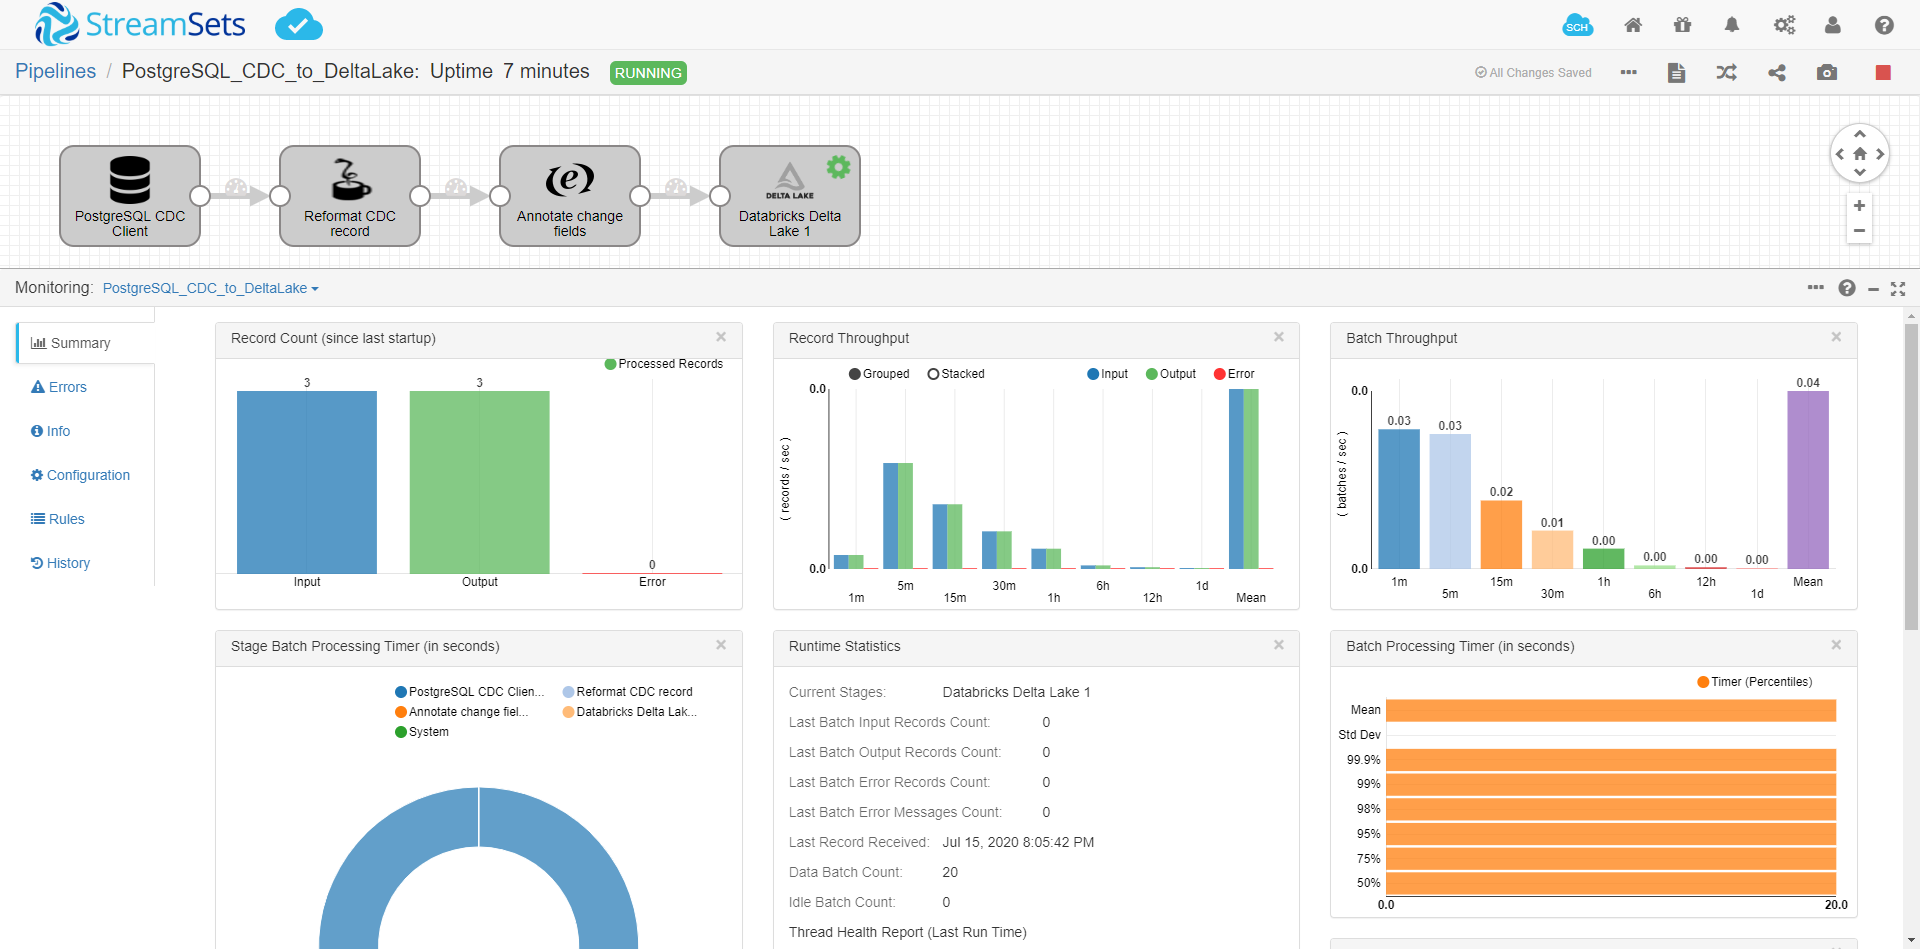 StreamSets
SCH
Pipelines / PostgreSQL_CDC_to_DeltaLake: Uptime 7 minutes RUNNING
All Changes Saved
PostgreSQL CDC
Client
Reformat CDC
record
Annotate change
fields
DELTA LAKE
Databricks Delta
Lake 1
Monitoring: PostgreSQL_CDC_to_DeltaLake
Summary
Errors
Info
Configuration
Rules
History
Record Count (since last startup)
Processed Records
3 3 0
Input Output Error
Record Throughput
Grouped Stacked Input Output Error
0.0
( records / sec )
0.0
1m 5m 15m 30m 1h 6h 12h 1d Mean
Batch Throughput
0.0
( batches / sec )
0.0
0.03 0.03 0.02 0.01 0.00 0.00 0.00 0.00 0.04
1m 5m 15m 30m 1h 6h 12h 1d Mean
Stage Batch Processing Timer (in seconds)
PostgreSQL CDC Clien... Reformat CDC record
Annotate change fiel... Databricks Delta Lak...
System
Runtime Statistics
Current Stages: Databricks Delta Lake 1
Last Batch Input Records Count: 0
Last Batch Output Records Count: 0
Last Batch Error Records Count: 0
Last Batch Error Messages Count: 0
Last Record Received: Jul 15, 2020 8:05:42 PM
Data Batch Count: 20
Idle Batch Count: 0
Thread Health Report (Last Run Time)
Batch Processing Timer (in seconds)
Timer (Percentiles)
Mean
Std Dev
99.9%
99%
98%
95%
75%
50%
0.0 20.0